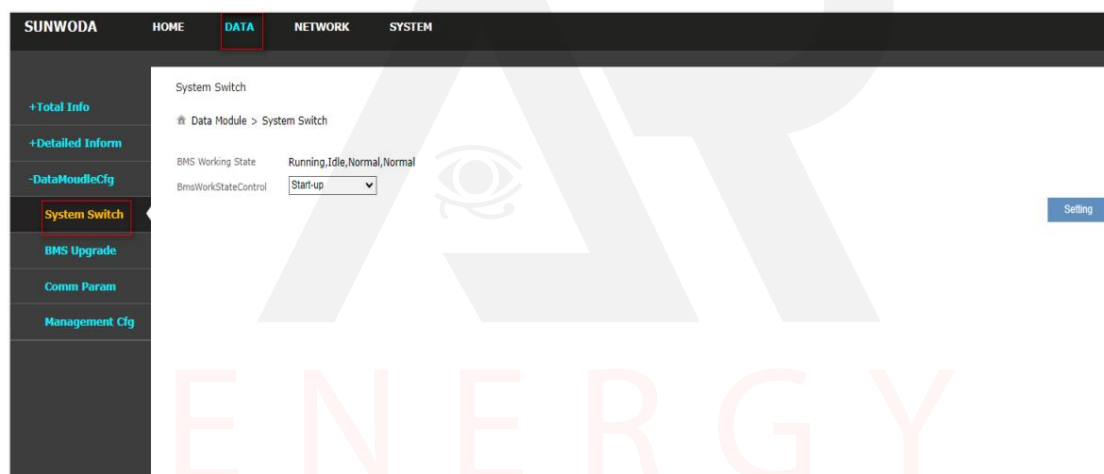 SUNWODA HOME DATA NETWORK SYSTEM
+Total Info
+Detailed Inform
-DataMoudleCfg
System Switch
BMS Upgrade
Comm Param
Management Cfg
System Switch
Data Module > System Switch
BMS Working State Running,Idle,Normal,Normal
BmsWorkStateControl Start-up
Setting
AR
ENERGY